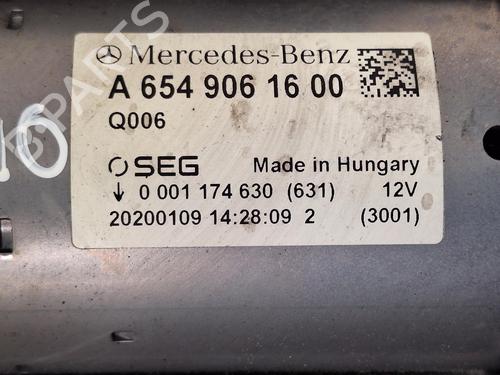 Mercedes-Benz
A 654 906 16 00
Q006
SEG Made in Hungary
0 001 174 630 (631) 12V
20200109 14:28:09 2 (3001)
B-PARTS